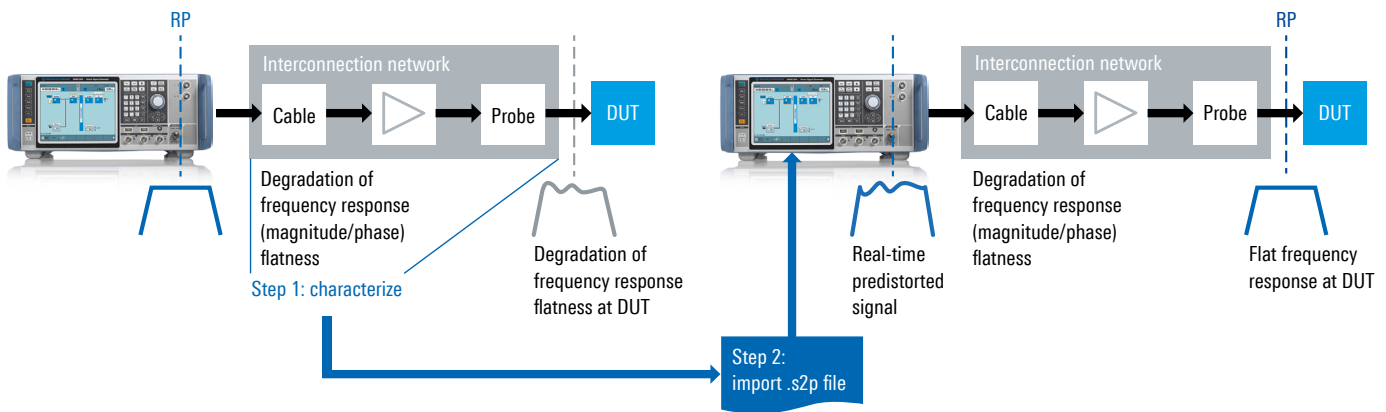 RP
Interconnection network
Cable
Probe
DUT
Degradation of
frequency response
(magnitude/phase)
flatness
Step 1: characterize
Degradation of
frequency response
flatness at DUT
RP
Interconnection network
Cable
Probe
DUT
Real-time
predistorted
signal
Degradation of
frequency response
(magnitude/phase)
flatness
Flat frequency
response at DUT
Step 2:
import .s2p file